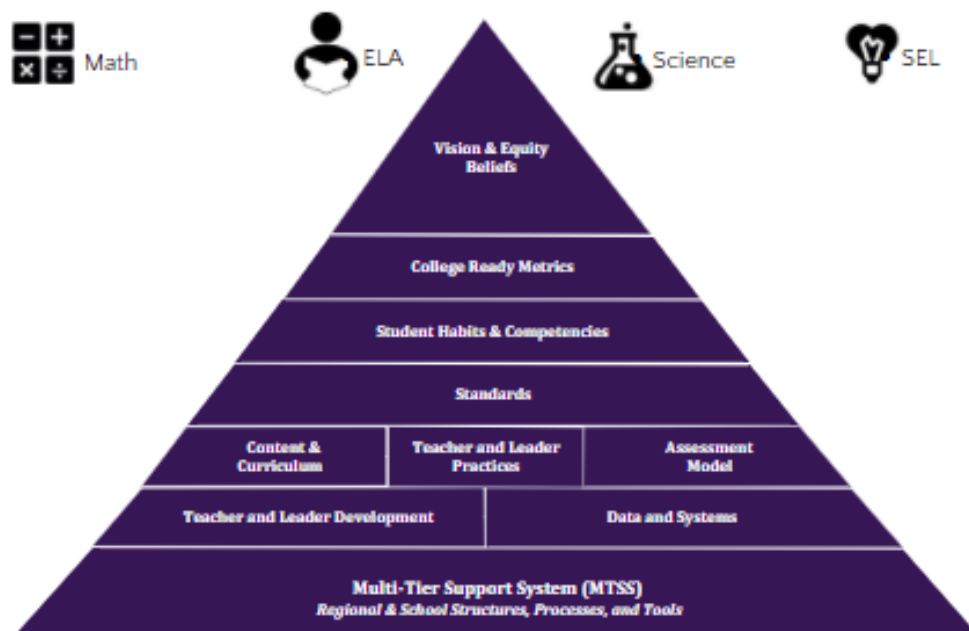 Math
ELA
Science
SEL
Vision & Equity
Beliefs
College Ready Metrics
Student Habits & Competencies
Standards
Content &
Curriculum
Teacher and Leader
Practices
Assessment
Model
Teacher and Leader Development
Data and Systems
Multi-Tier Support System (MTSS)
Regional & School Structures, Processes, and Tools